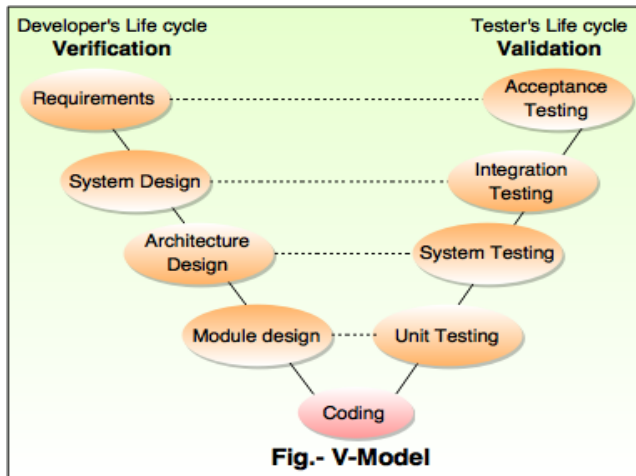 Developer's Life cycle
Verification
Tester's Life cycle
Validation
Requirements
Acceptance
Testing
System Design
Integration
Testing
Architecture
Design
System Testing
Module design
Unit Testing
Coding
Fig.- V-Model